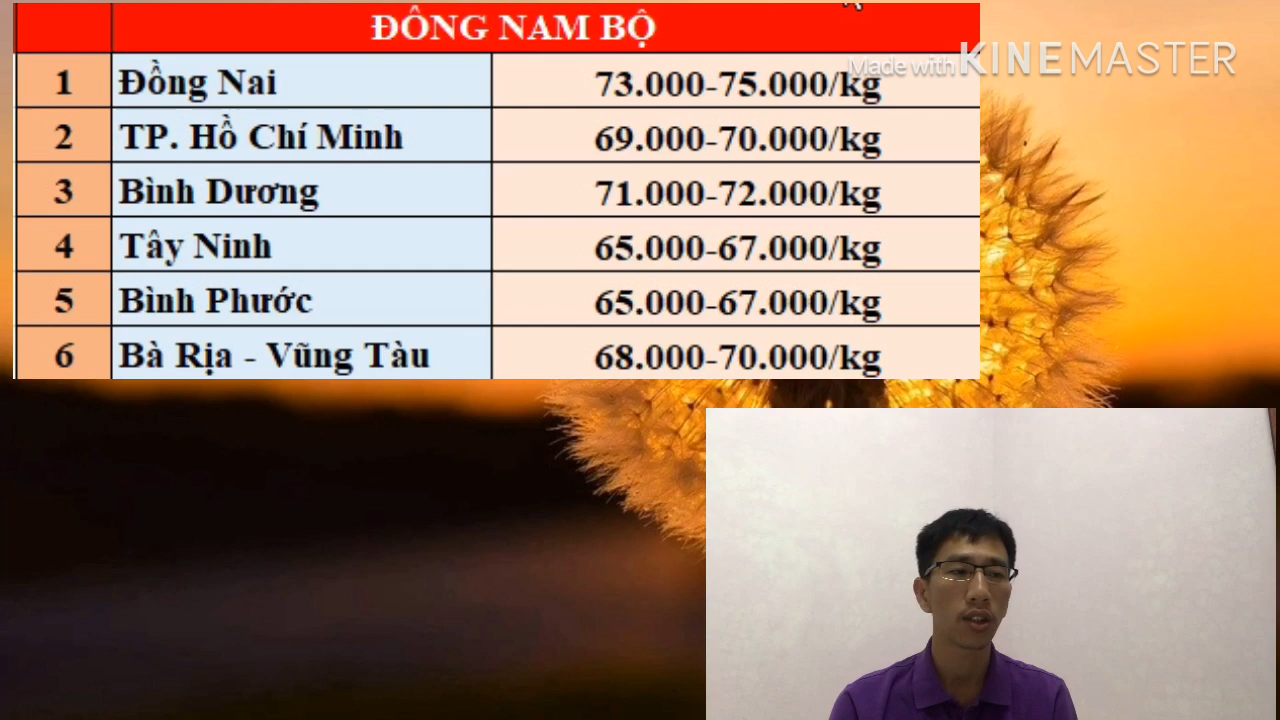 ĐÔNG NAM BỘ
Made with KINEMASTER
1 Đồng Nai 73.000-75.000/kg
2 TP. Hồ Chí Minh 69.000-70.000/kg
3 Bình Dương 71.000-72.000/kg
4 Tây Ninh 65.000-67.000/kg
5 Bình Phước 65.000-67.000/kg
6 Bà Rịa - Vũng Tàu 68.000-70.000/kg